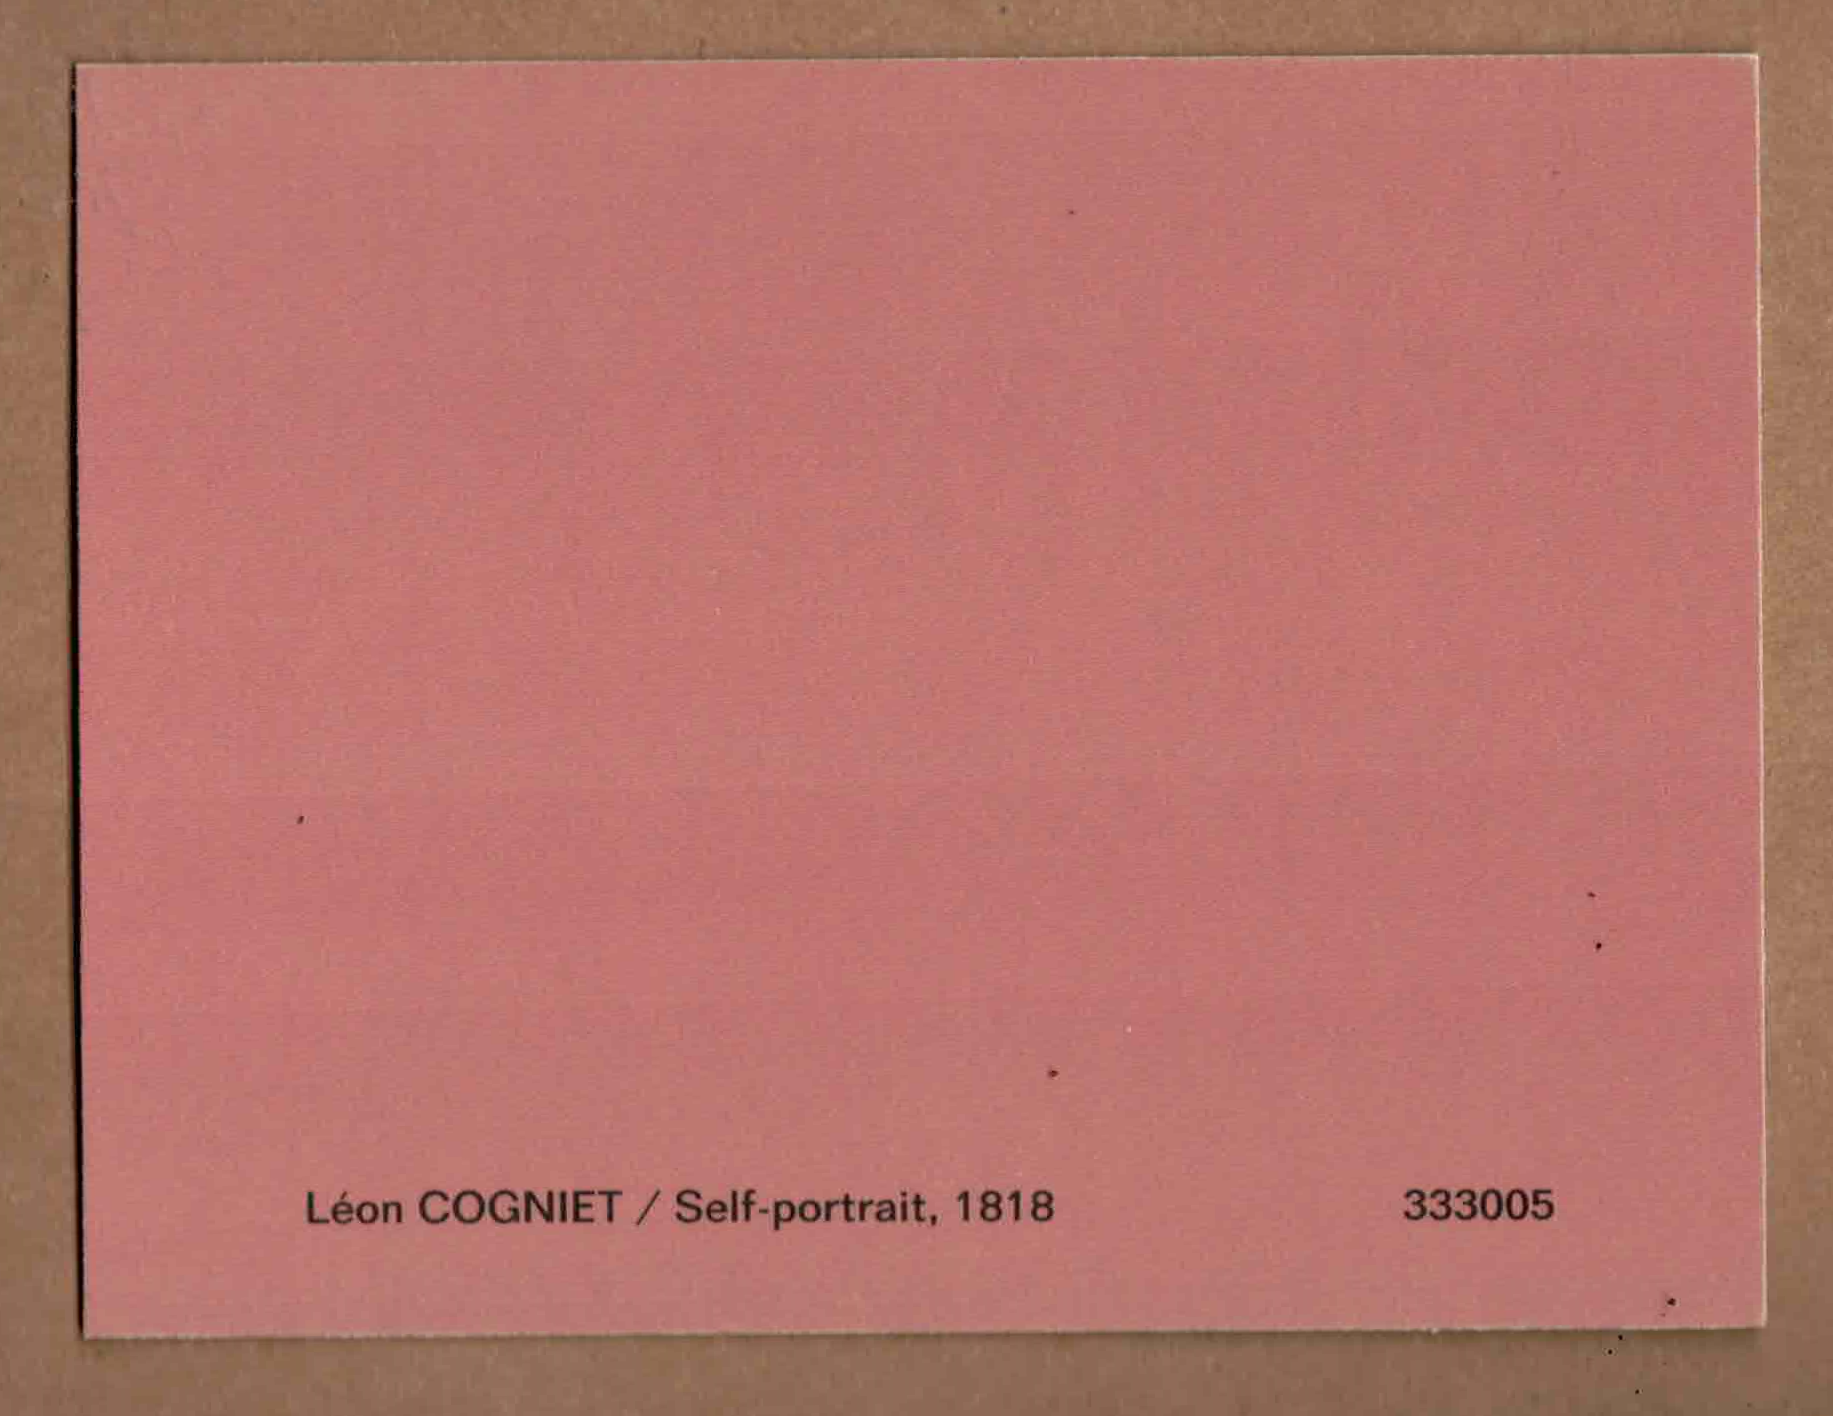 Léon COGNIET / Self-portrait, 1818 333005